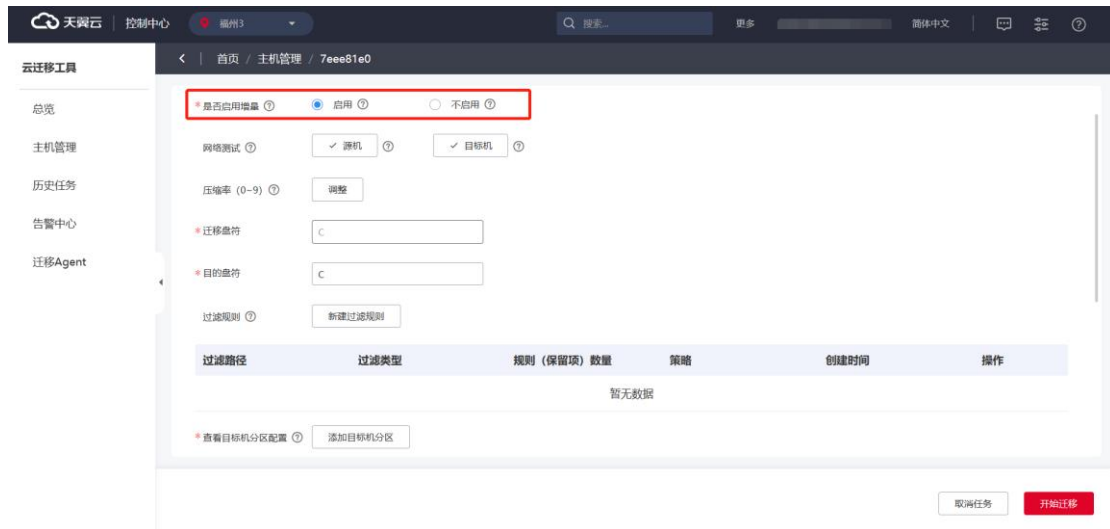 天翼云 控制中心 福州3 搜索... 更多 简体中文
云迁移工具
首页 / 主机管理 / 7eee81e0
总览
主机管理
历史任务
告警中心
迁移Agent
* 是否启用增量 启用 不启用
网络测试 源机 目标机
压缩率 (0~9) 调整
* 迁移盘符 C
* 目的盘符 C
过滤规则 新建过滤规则
过滤路径 过滤类型 规则（保留项）数量 策略 创建时间 操作
暂无数据
* 查看目标机分区配置 添加目标机分区
取消任务 开始迁移